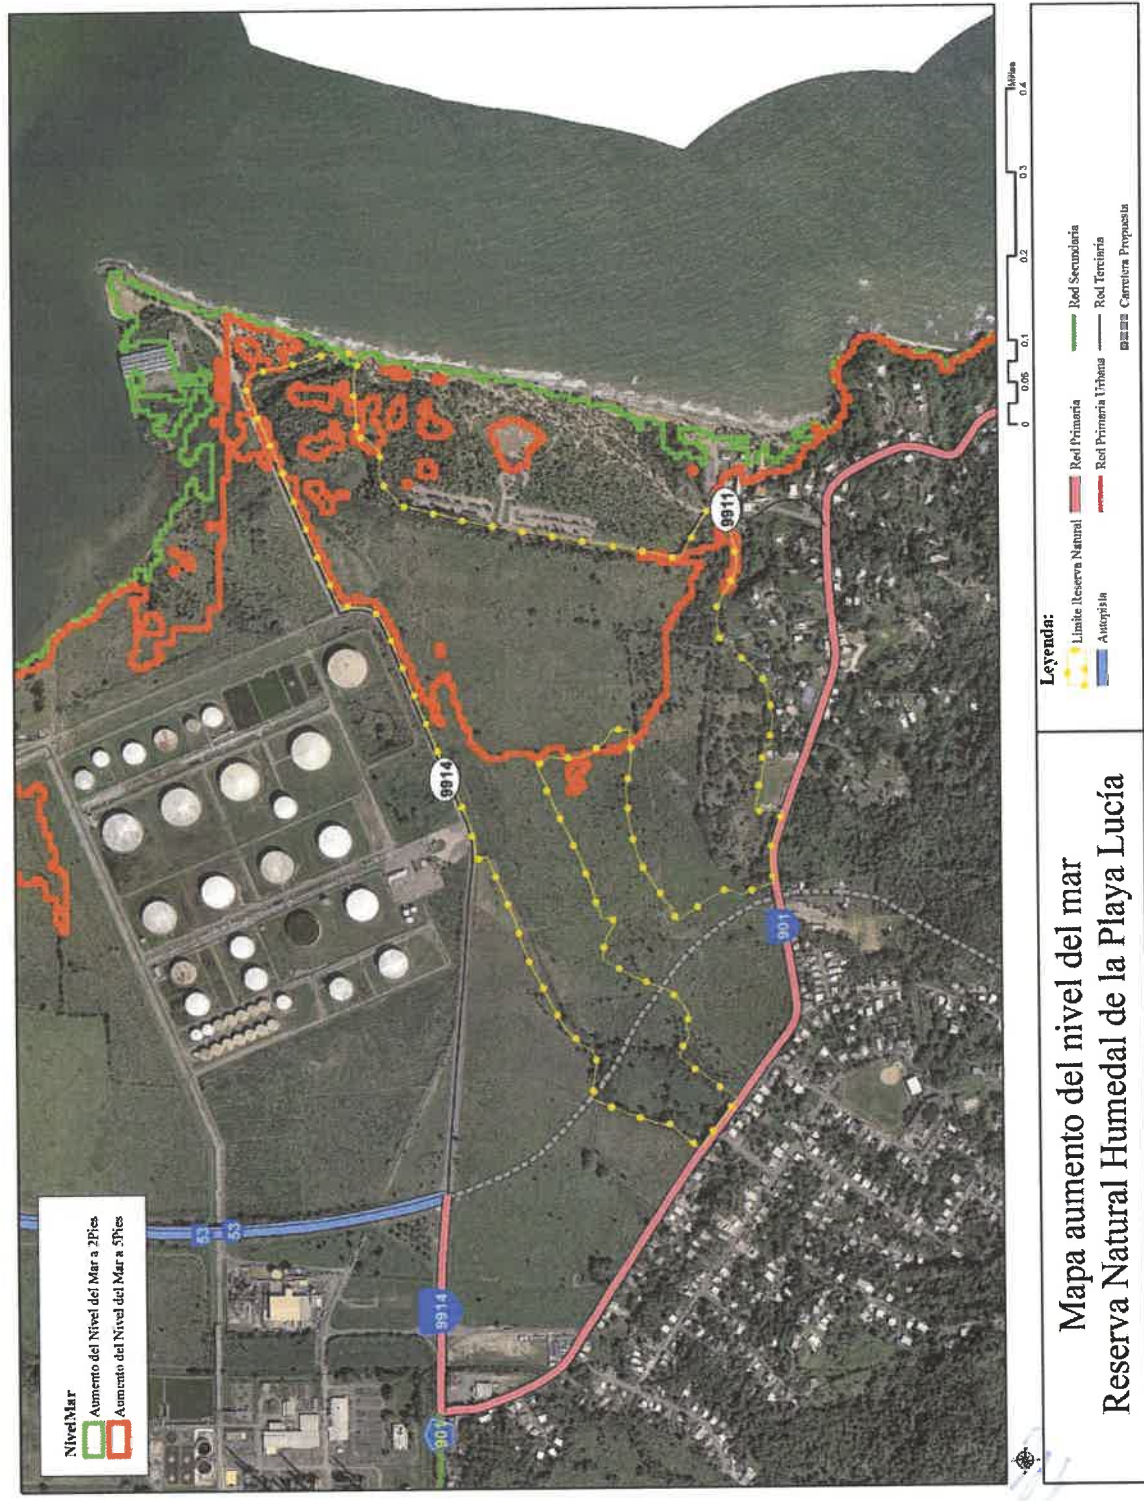 NivelMar
Aumento del Nivel del Mar a 2Pies
Aumento del Nivel del Mar a 5Pies
53
53
901
9914
9914
901
9911
0
0.05
0.1
0.2
0.3
0.4
Millas
Mapa aumento del nivel del mar
Reserva Natural Humedal de la Playa Lucía
Leyenda:
Limite Reserva Natural
Autopista
Red Primaria
Red Primaria Urbana
Red Secundaria
Red Terciaria
Carretera Propuesta